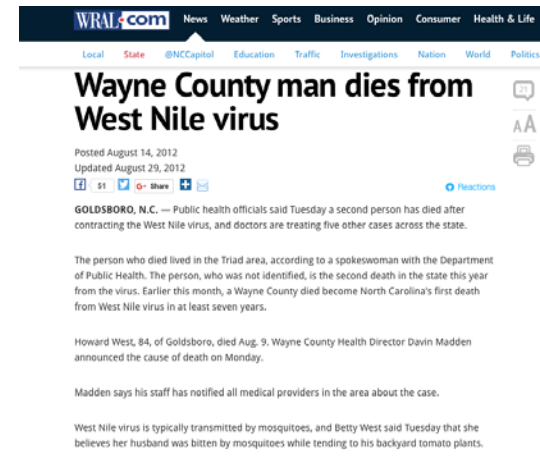 WRAL.com News Weather Sports Business Opinion Consumer Health & Life
Local State @NCCapitol Education Traffic Investigations Nation World Politics
Wayne County man dies from
West Nile virus
21
Posted August 14, 2012
AA
Updated August 29, 2012
f 51 G+ Share + Reactions
GOLDSBORO, N.C. — Public health officials said Tuesday a second person has died after
contracting the West Nile virus, and doctors are treating five other cases across the state.
The person who died lived in the Triad area, according to a spokeswoman with the Department
of Public Health. The person, who was not identified, is the second death in the state this year
from the virus. Earlier this month, a Wayne County died become North Carolina's first death
from West Nile virus in at least seven years.
Howard West, 84, of Goldsboro, died Aug. 9. Wayne County Health Director Davin Madden
announced the cause of death on Monday.
Madden says his staff has notified all medical providers in the area about the case.
West Nile virus is typically transmitted by mosquitoes, and Betty West said Tuesday that she
believes her husband was bitten by mosquitoes while tending to his backyard tomato plants.